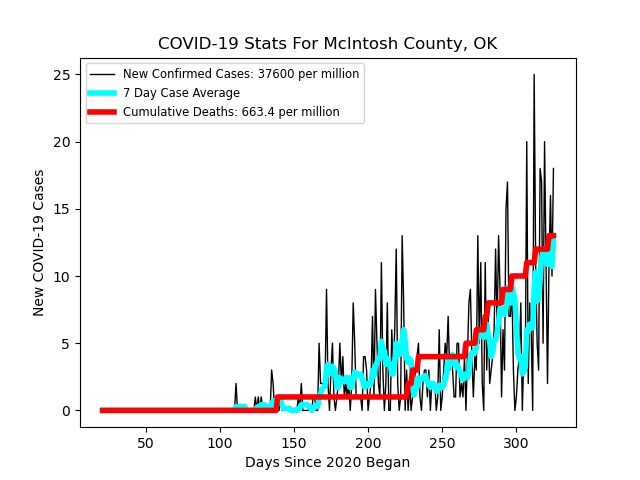 COVID-19 Stats For McIntosh County, OK
New Confirmed Cases: 37600 per million
7 Day Case Average
Cumulative Deaths: 663.4 per million
25
20
15
10
5
0
New COVID-19 Cases
50 100 150 200 250 300
Days Since 2020 Began